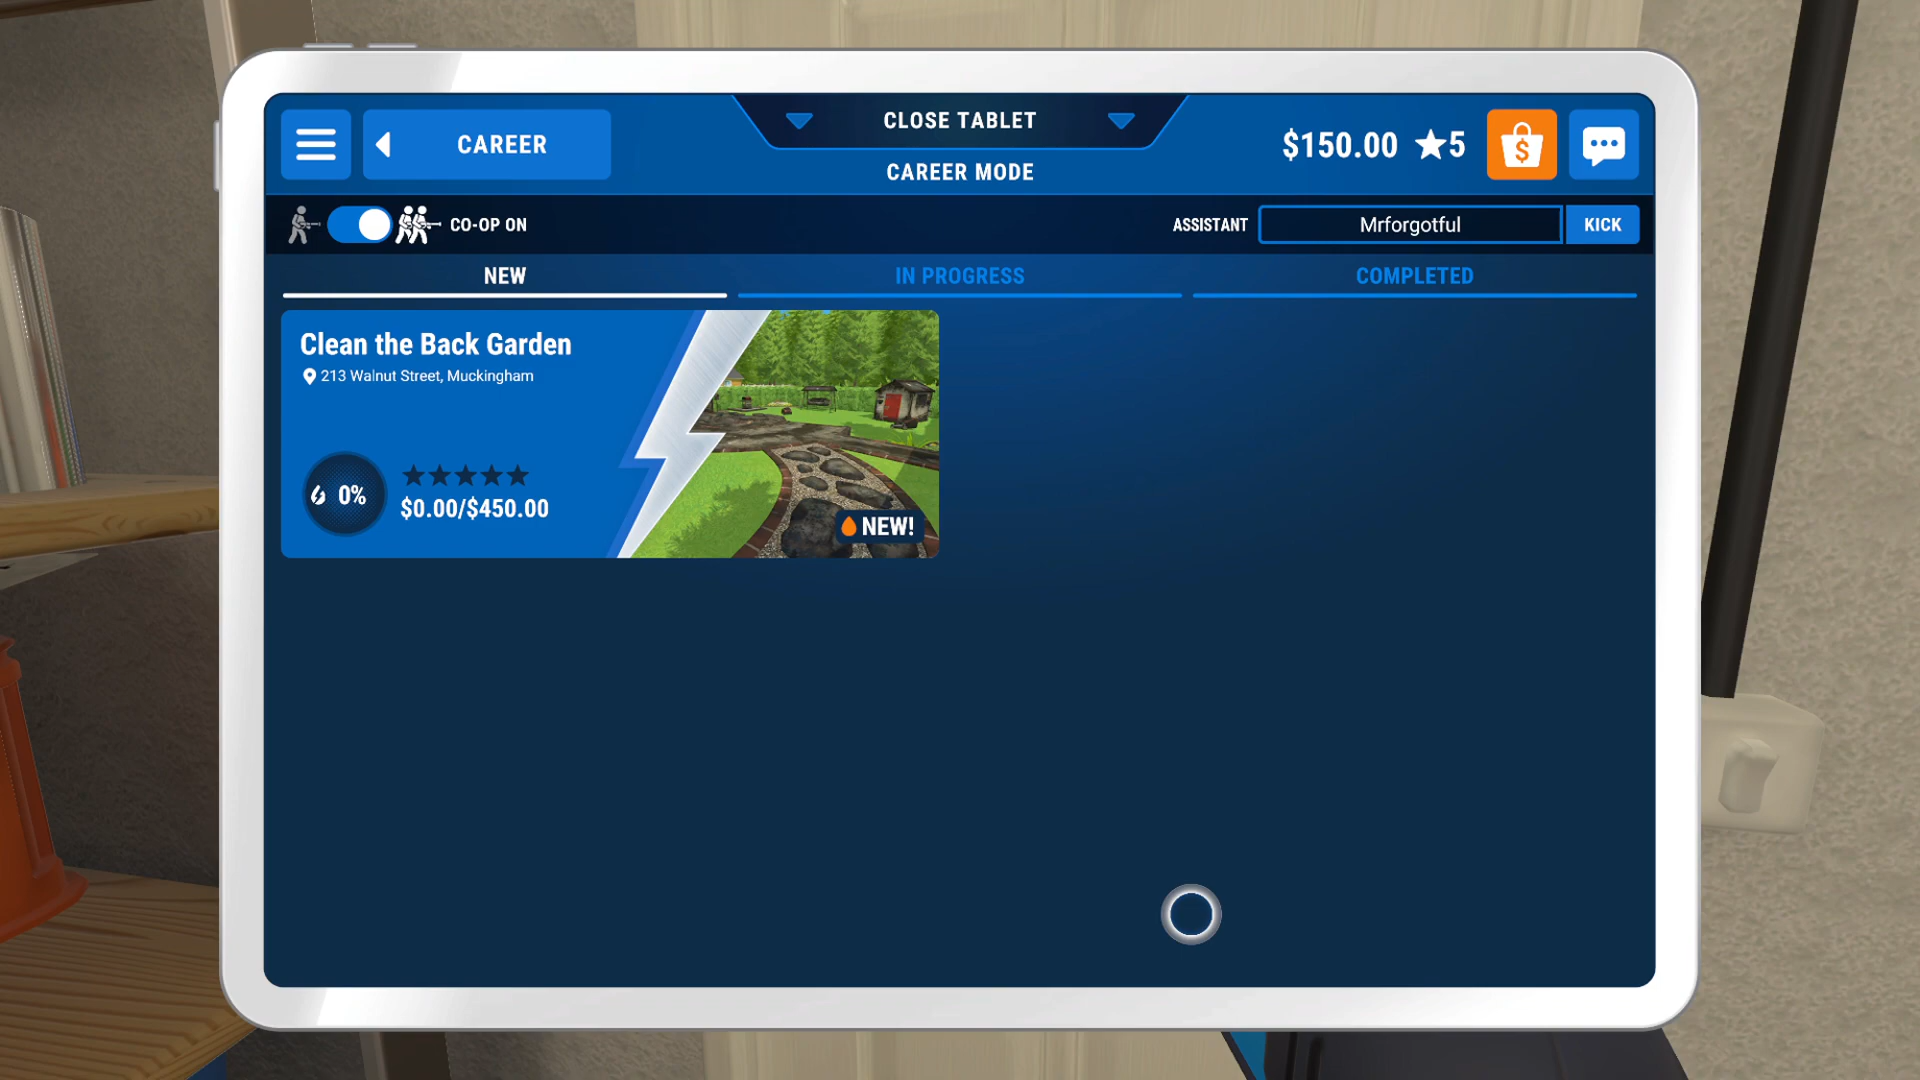 CLOSE TABLET
CAREER
$150.00 ★5
CAREER MODE
CO-OP ON
ASSISTANT Mrforgotful KICK
NEW IN PROGRESS COMPLETED
Clean the Back Garden
213 Walnut Street, Muckingham
0%
$0.00/$450.00
NEW!